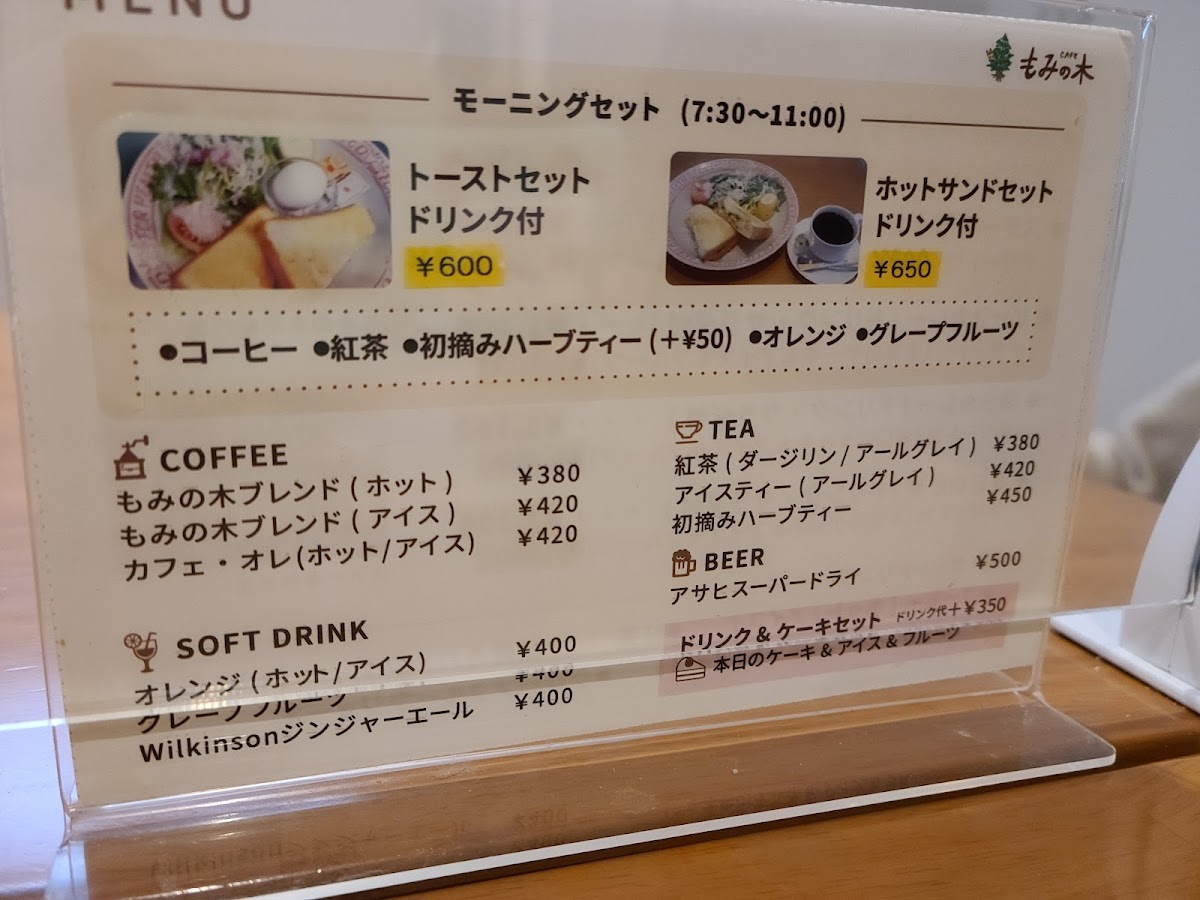 MENU
CAFE
もみの木
モーニングセット (7:30〜11:00)
トーストセット
ドリンク付
¥600
ホットサンドセット
ドリンク付
¥650
●コーヒー ●紅茶 ●初摘みハーブティー (＋¥50) ●オレンジ ●グレープフルーツ
COFFEE
もみの木ブレンド ( ホット ) ¥380
もみの木ブレンド ( アイス ) ¥420
カフェ・オレ(ホット/アイス) ¥420
SOFT DRINK
オレンジ ( ホット/アイス) ¥400
グレープフルーツ ¥400
Wilkinsonジンジャーエール ¥400
TEA
紅茶 ( ダージリン / アールグレイ ) ¥380
アイスティー ( アールグレイ ) ¥420
初摘みハーブティー ¥450
BEER
アサヒスーパードライ ¥500
ドリンク & ケーキセット ドリンク代＋¥350
本日のケーキ & アイス & フルーツ